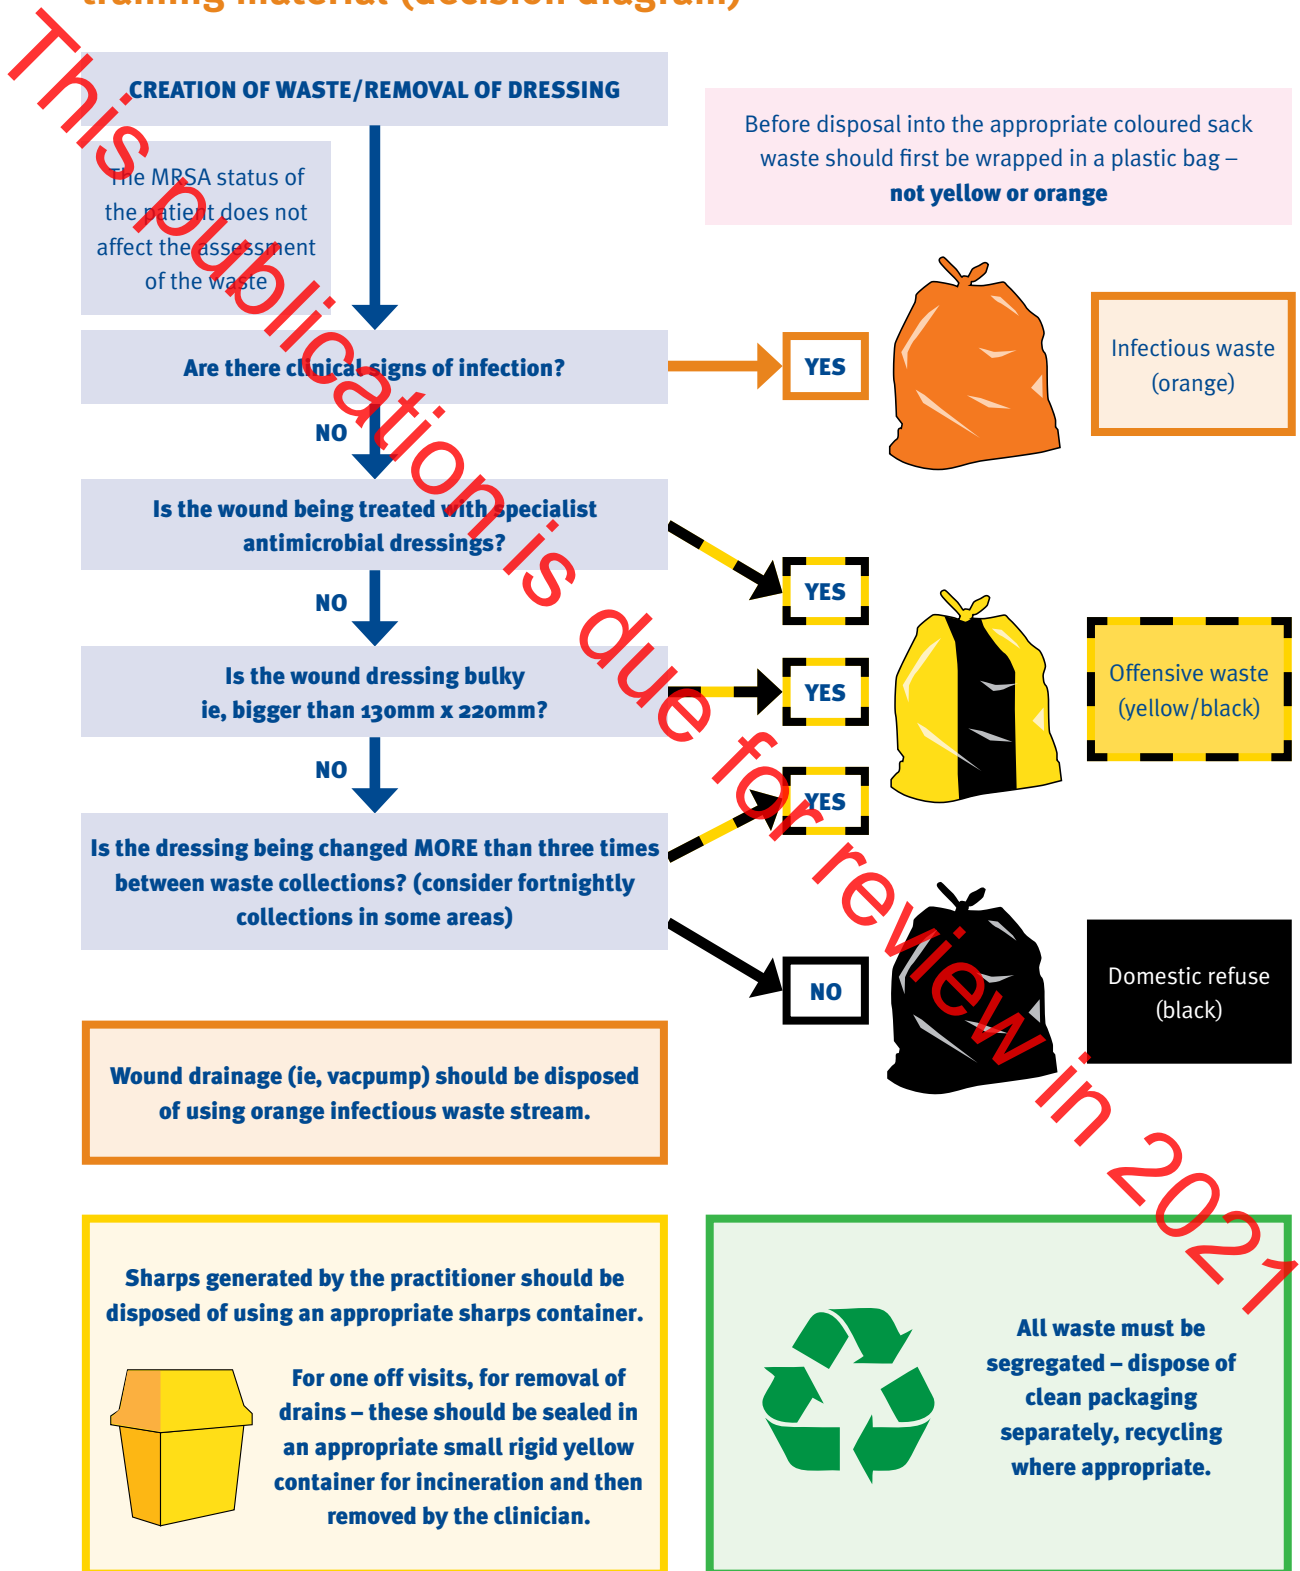 training material (decision diagram)
CREATION OF WASTE/REMOVAL OF DRESSING
The MRSA status of
the patient does not
affect the assessment
of the waste
Before disposal into the appropriate coloured sack
waste should first be wrapped in a plastic bag –
not yellow or orange
Are there clinical signs of infection?
YES
Infectious waste
(orange)
NO
Is the wound being treated with specialist
antimicrobial dressings?
YES
NO
Is the wound dressing bulky
ie, bigger than 130mm x 220mm?
YES
Offensive waste
(yellow/black)
NO
YES
Is the dressing being changed MORE than three times
between waste collections? (consider fortnightly
collections in some areas)
NO
Domestic refuse
(black)
Wound drainage (ie, vacpump) should be disposed
of using orange infectious waste stream.
Sharps generated by the practitioner should be
disposed of using an appropriate sharps container.
For one off visits, for removal of
drains – these should be sealed in
an appropriate small rigid yellow
container for incineration and then
removed by the clinician.
All waste must be
segregated – dispose of
clean packaging
separately, recycling
where appropriate.
This publication is due for review in 2021